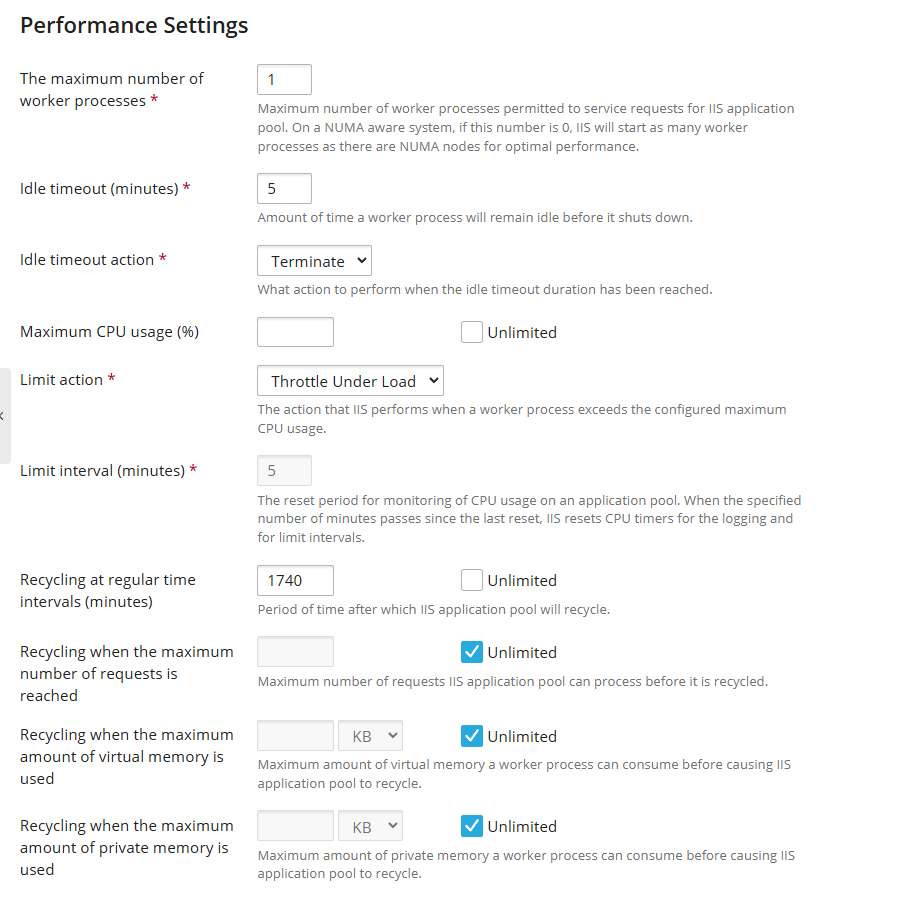 Performance Settings
The maximum number of
worker processes *
1
Maximum number of worker processes permitted to service requests for IIS application
pool. On a NUMA aware system, if this number is 0, IIS will start as many worker
processes as there are NUMA nodes for optimal performance.
Idle timeout (minutes) *
5
Amount of time a worker process will remain idle before it shuts down.
Idle timeout action *
Terminate
What action to perform when the idle timeout duration has been reached.
Maximum CPU usage (%)
Unlimited
Limit action *
Throttle Under Load
The action that IIS performs when a worker process exceeds the configured maximum
CPU usage.
Limit interval (minutes) *
5
The reset period for monitoring of CPU usage on an application pool. When the specified
number of minutes passes since the last reset, IIS resets CPU timers for the logging and
for limit intervals.
Recycling at regular time
intervals (minutes)
1740
Unlimited
Period of time after which IIS application pool will recycle.
Recycling when the maximum
number of requests is
reached
Unlimited
Maximum number of requests IIS application pool can process before it is recycled.
Recycling when the maximum
amount of virtual memory is
used
KB
Unlimited
Maximum amount of virtual memory a worker process can consume before causing IIS
application pool to recycle.
Recycling when the maximum
amount of private memory is
used
KB
Unlimited
Maximum amount of private memory a worker process can consume before causing IIS
application pool to recycle.